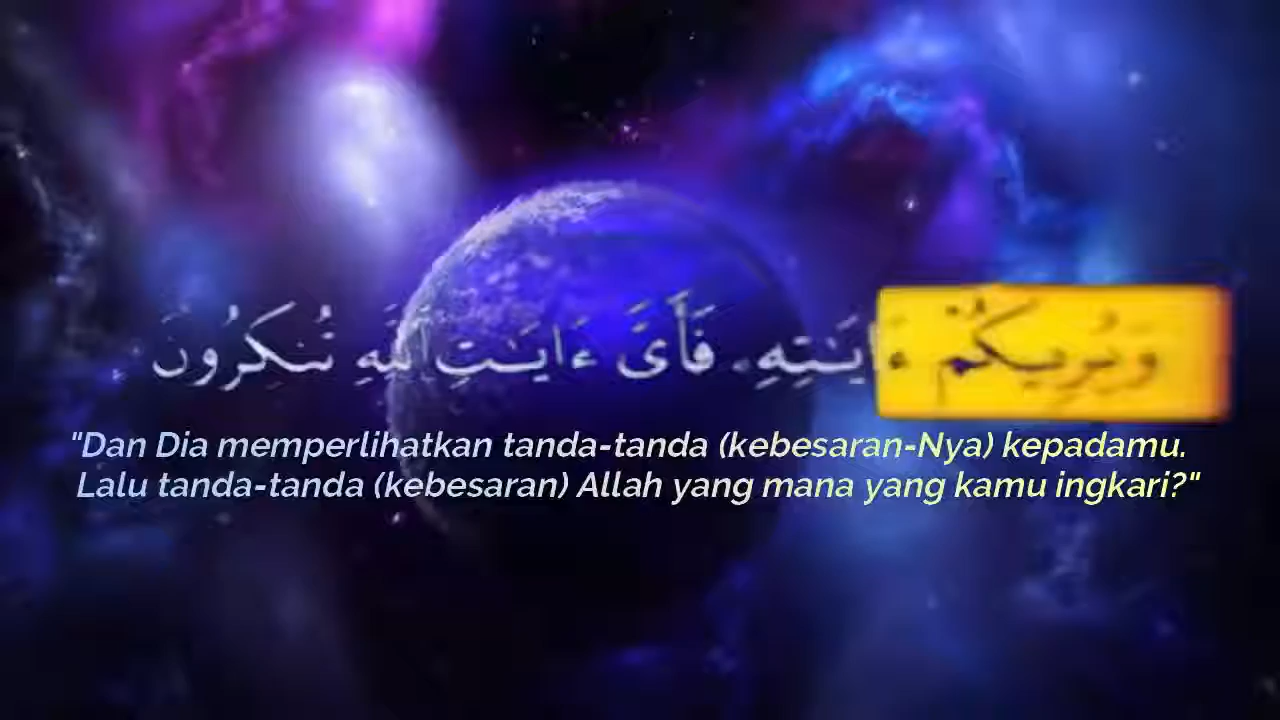 وَيُرِيكُمْ ءَايَـٰتِهِۦ فَأَىَّ ءَايَـٰتِ ٱللَّهِ تُنكِرُونَ
"Dan Dia memperlihatkan tanda-tanda (kebesaran-Nya) kepadamu.
Lalu tanda-tanda (kebesaran) Allah yang mana yang kamu ingkari?"